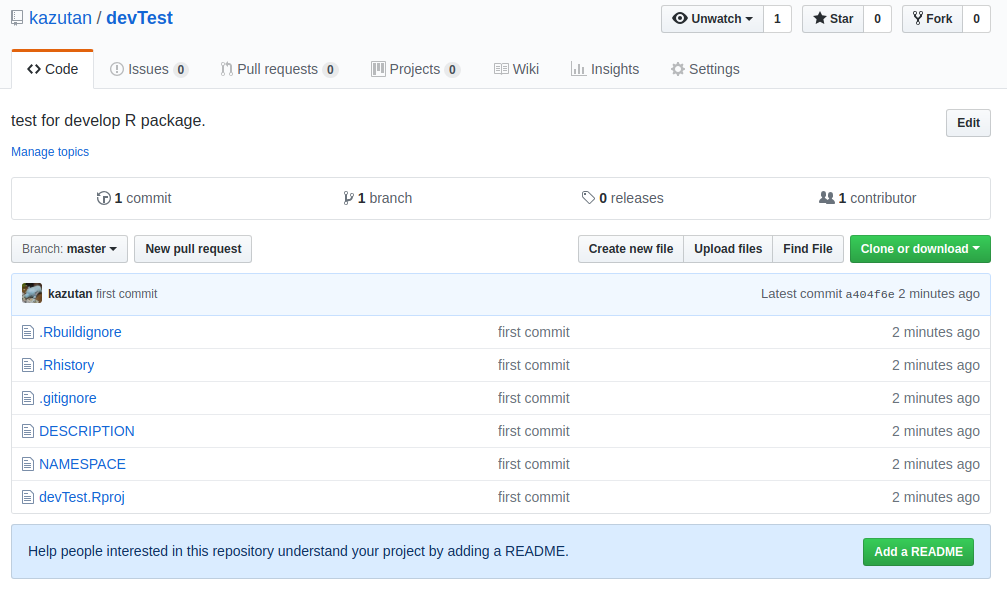 kazutan / devTest Unwatch 1 Star 0 Fork 0
Code Issues 0 Pull requests 0 Projects 0 Wiki Insights Settings
test for develop R package. Edit
Manage topics
1 commit 1 branch 0 releases 1 contributor
Branch: master New pull request Create new file Upload files Find File Clone or download
kazutan first commit Latest commit a404f6e 2 minutes ago
.Rbuildignore first commit 2 minutes ago
.Rhistory first commit 2 minutes ago
.gitignore first commit 2 minutes ago
DESCRIPTION first commit 2 minutes ago
NAMESPACE first commit 2 minutes ago
devTest.Rproj first commit 2 minutes ago
Help people interested in this repository understand your project by adding a README. Add a README